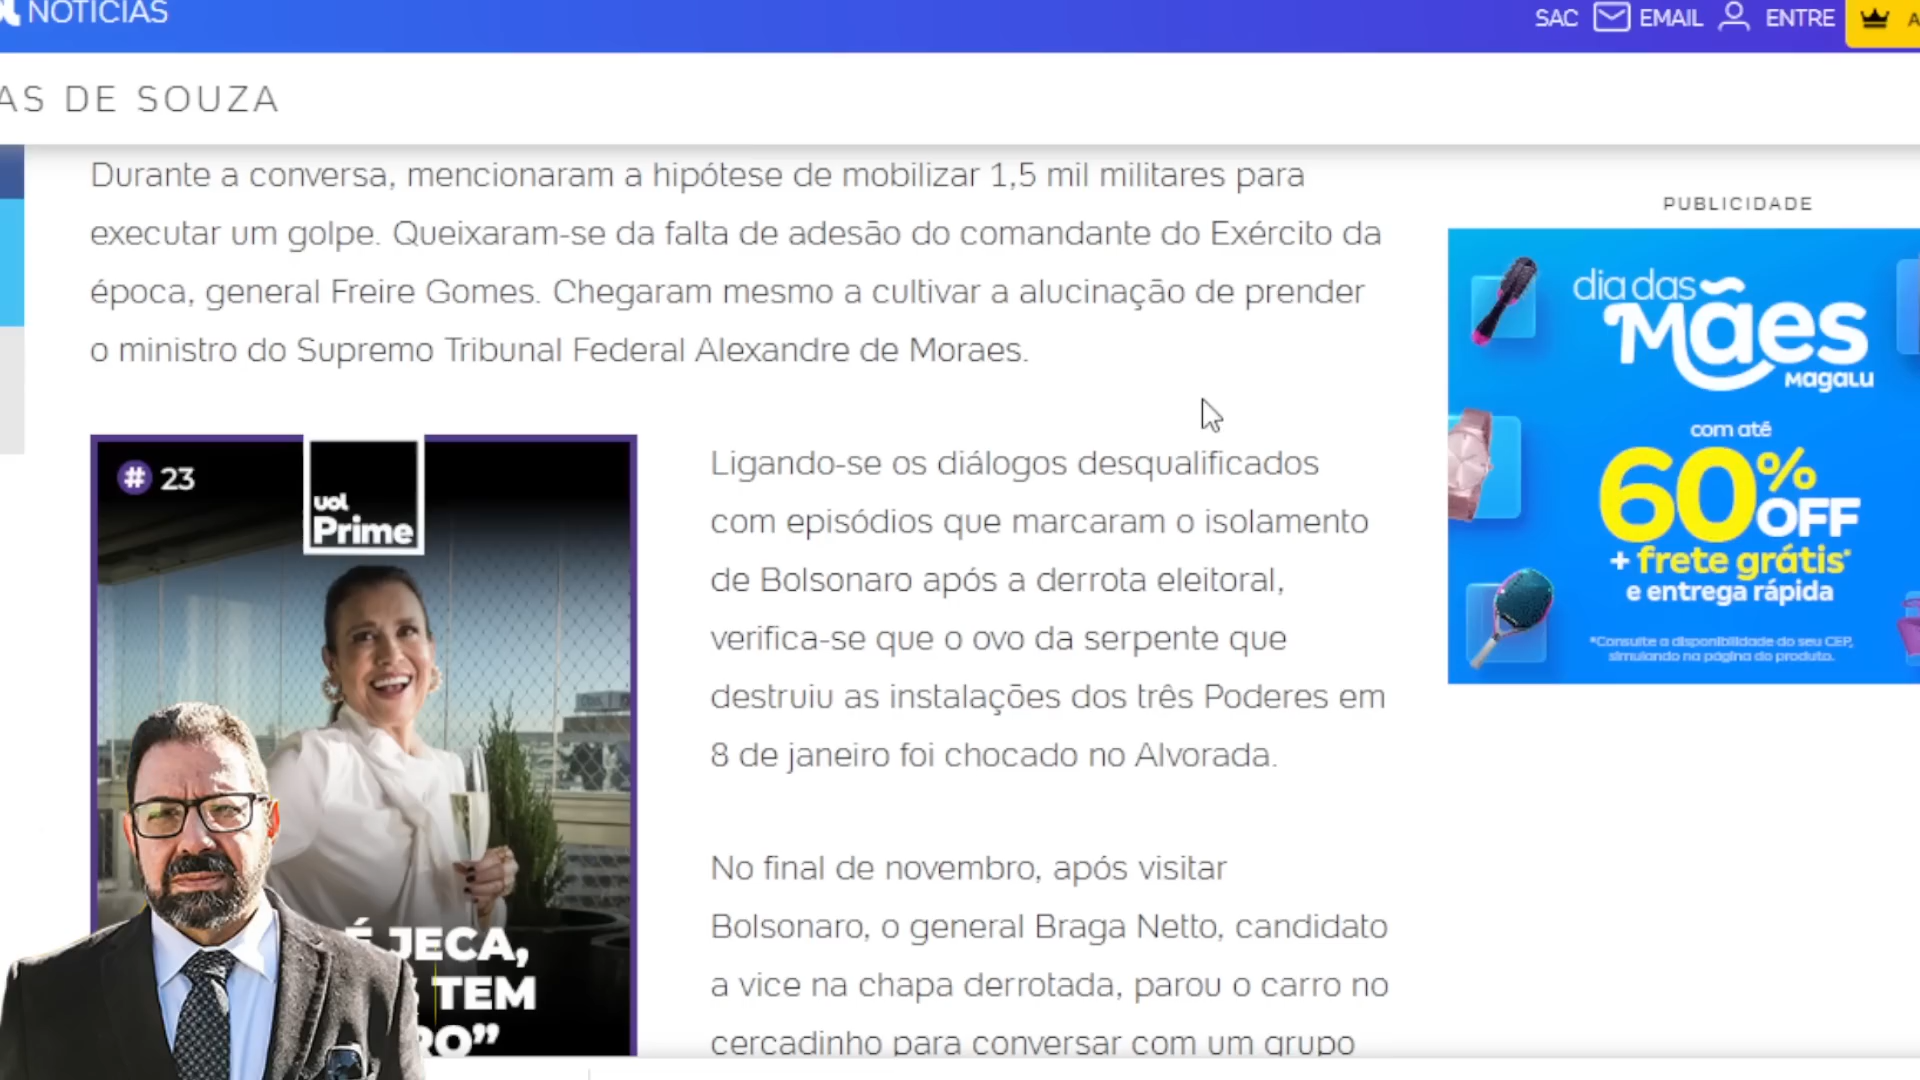 NOTÍCIAS
SAC EMAIL ENTRE
AS DE SOUZA
Durante a conversa, mencionaram a hipótese de mobilizar 1,5 mil militares para
executar um golpe. Queixaram-se da falta de adesão do comandante do Exército da
época, general Freire Gomes. Chegaram mesmo a cultivar a alucinação de prender
o ministro do Supremo Tribunal Federal Alexandre de Moraes.
# 23
uol
Prime
É JECA,
TEM
RO”
Ligando-se os diálogos desqualificados
com episódios que marcaram o isolamento
de Bolsonaro após a derrota eleitoral,
verifica-se que o ovo da serpente que
destruiu as instalações dos três Poderes em
8 de janeiro foi chocado no Alvorada.
No final de novembro, após visitar
Bolsonaro, o general Braga Netto, candidato
a vice na chapa derrotada, parou o carro no
cercadinho para conversar com um grupo
PUBLICIDADE
dia das
Mães
Magalu
com até
60%
OFF
+ frete grátis*
e entrega rápida
*Consulte a disponibilidade do seu CEP,
simulando na página do produto.